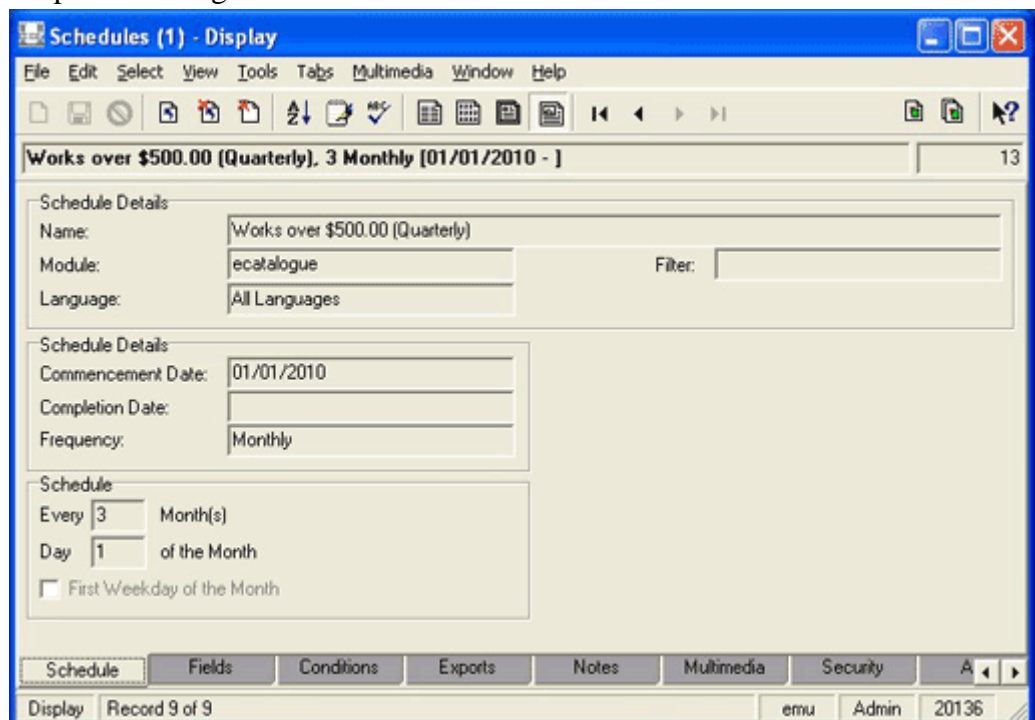 Schedules (1) - Display
File Edit Select View Tools Tabs Multimedia Window Help
Works over $500.00 (Quarterly), 3 Monthly [01/01/2010 - ] 13
Schedule Details
Name: Works over $500.00 (Quarterly)
Module: ecatalogue Filter:
Language: All Languages
Schedule Details
Commencement Date: 01/01/2010
Completion Date:
Frequency: Monthly
Schedule
Every 3 Month(s)
Day 1 of the Month
First Weekday of the Month
Schedule Fields Conditions Exports Notes Multimedia Security A
Display Record 9 of 9 emu Admin 20136